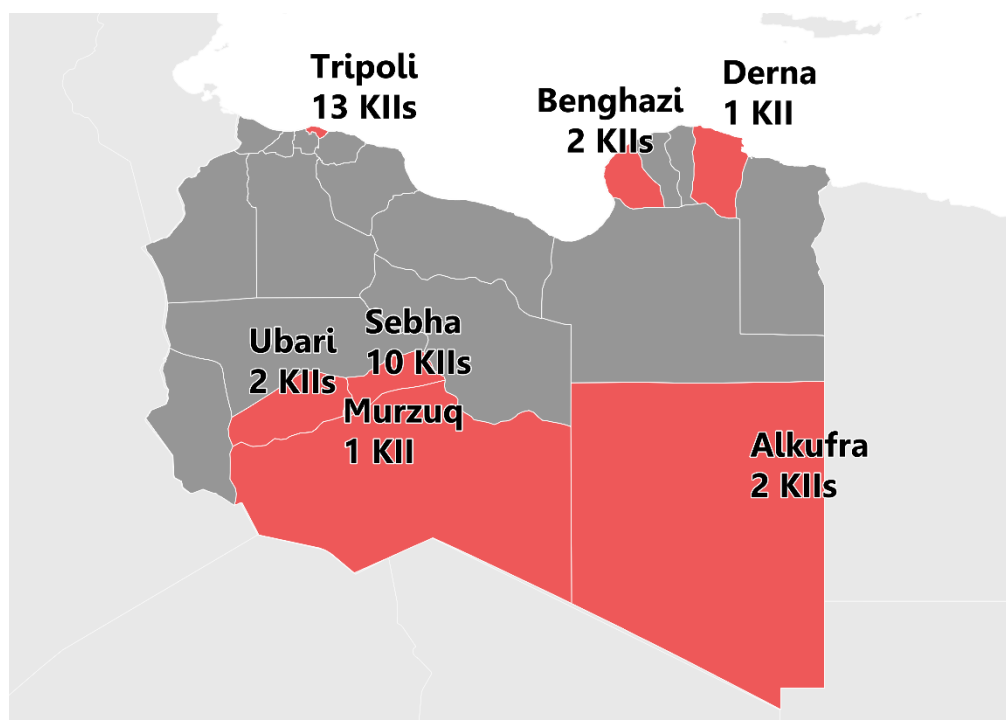 Tripoli
13 KIIs
Benghazi
2 KIIs
Derna
1 KII
Ubari
2 KIIs
Sebha
10 KIIs
Murzuq
1 KII
Alkufra
2 KIIs